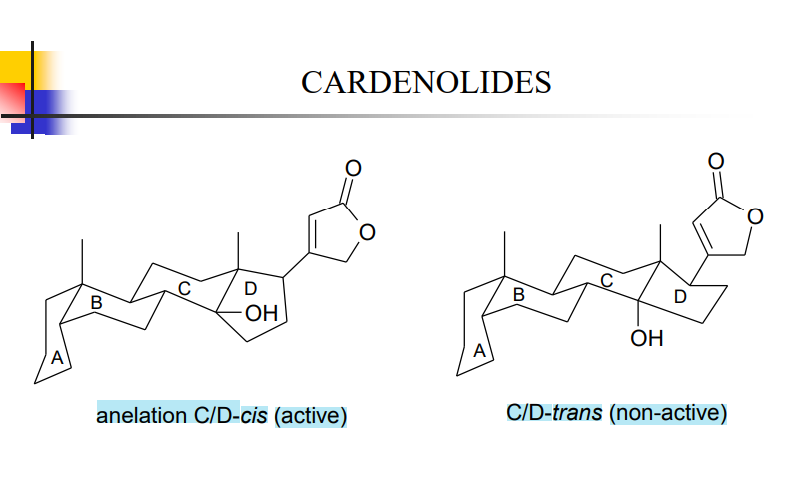 CARDENOLIDES
O
O
C
D
B
OH
A
anelation C/D-cis (active)
O
O
C
B
D
OH
A
C/D-trans (non-active)